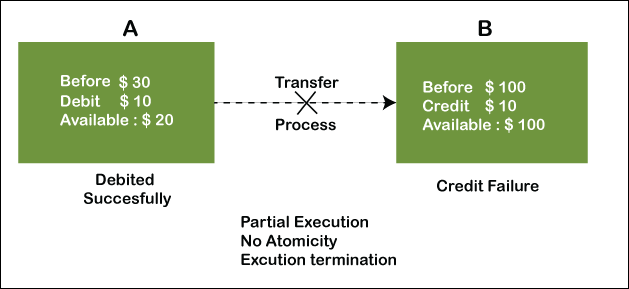 A
Before $ 30
Debit $ 10
Available : $ 20
Debited
Succesfully
Transfer
Process
B
Before $ 100
Credit $ 10
Available : $ 100
Credit Failure
Partial Execution
No Atomicity
Excution termination